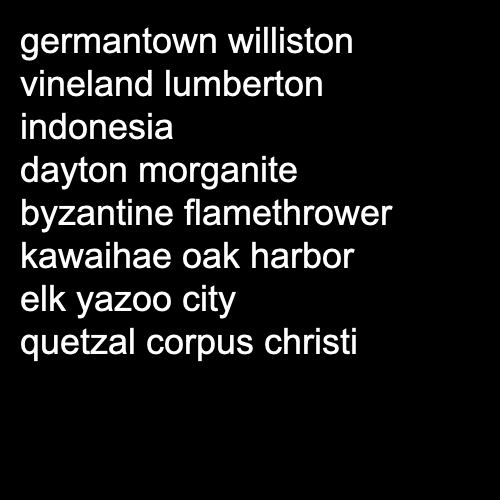 germantown williston
vineland lumberton
indonesia
dayton morganite
byzantine flamethrower
kawaihae oak harbor
elk yazoo city
quetzal corpus christi